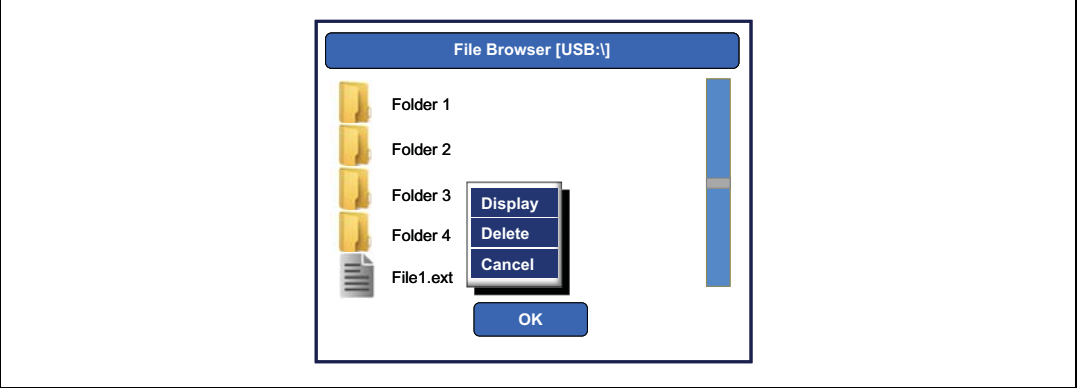 File Browser [USB:\]
Folder 1
Folder 2
Folder 3
Folder 4
File1.ext
Display
Delete
Cancel
OK